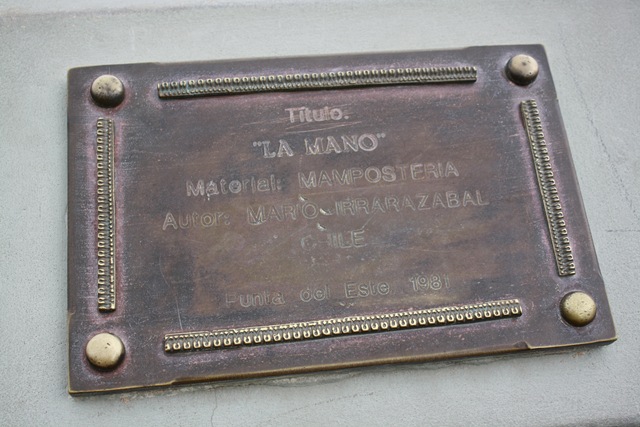 Titulo:
"LA MANO"
Material: MAMPOSTERIA
Autor: MARIO IRRARAZABAL
CHILE
Punta del Este 1981